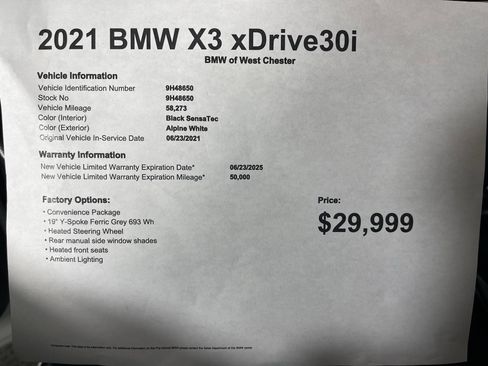 2021 BMW X3 xDrive30i
BMW of West Chester
Vehicle Information
Vehicle Identification Number 9H48650
Stock No 9H48650
Vehicle Mileage 58,273
Color (Interior) Black SensaTec
Color (Exterior) Alpine White
Original Vehicle In-Service Date 06/23/2021
Warranty Information
New Vehicle Limited Warranty Expiration Date* 06/23/2025
New Vehicle Limited Warranty Expiration Mileage* 50,000
Factory Options: Price:
• Convenience Package
• 19" Y-Spoke Ferric Grey 693 Wh
• Heated Steering Wheel
• Rear manual side window shades
• Heated front seats
• Ambient Lighting
$29,999